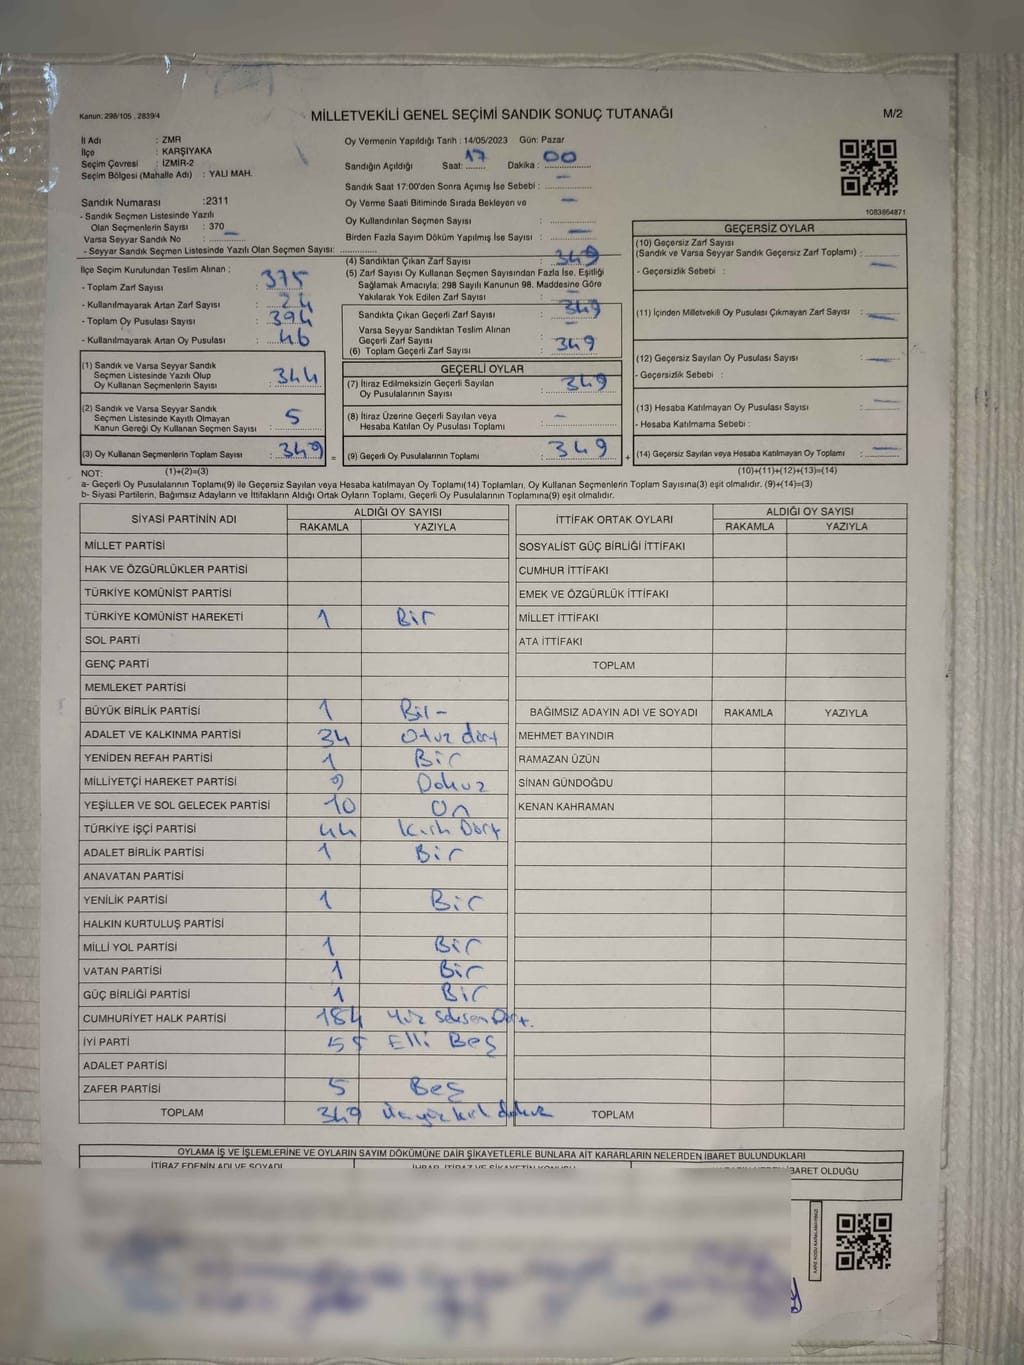 Kanun: 298/105 , 2839/4
MİLLETVEKİLİ GENEL SEÇİMİ SANDIK SONUÇ TUTANAĞI
M/2
İl Adı : ZMR
İlçe : KARŞIYAKA
Seçim Çevresi : İZMİR-2
Seçim Bölgesi (Mahalle Adı) : YALI MAH.
Sandık Numarası :2311
- Sandık Seçmen Listesinde Yazılı
Olan Seçmenlerin Sayısı : 370
Varsa Seyyar Sandık No : —
- Seyyar Sandık Seçmen Listesinde Yazılı Olan Seçmen Sayısı:
Oy Vermenin Yapıldığı Tarih : 14/05/2023 Gün: Pazar
Sandığın Açıldığı Saat: 17 Dakika : 00
Sandık Saat 17:00'den Sonra Açımış İse Sebebi : —
Oy Verme Saati Bitiminde Sırada Bekleyen ve —
Oy Kullandırılan Seçmen Sayısı :
Birden Fazla Sayım Döküm Yapılmış İse Sayısı : —
1083864871
İlçe Seçim Kurulundan Teslim Alınan :
- Toplam Zarf Sayısı : 375
- Kullanılmayarak Artan Zarf Sayısı :
- Toplam Oy Pusulası Sayısı : 394
- Kullanılmayarak Artan Oy Pusulası : 46
(1) Sandık ve Varsa Seyyar Sandık
Seçmen Listesinde Yazılı Olup
Oy Kullanan Seçmenlerin Sayısı : 344
(2) Sandık ve Varsa Seyyar Sandık
Seçmen Listesinde Kayıtlı Olmayan
Kanun Gereği Oy Kullanan Seçmen Sayısı : 5
(3) Oy Kullanan Seçmenlerin Toplam Sayısı : 349 =
(4) Sandıktan Çıkan Zarf Sayısı : 349
(5) Zarf Sayısı Oy Kullanan Seçmen Sayısından Fazla İse, Eşitliği
Sağlamak Amacıyla; 298 Sayılı Kanunun 98. Maddesine Göre
Yakılarak Yok Edilen Zarf Sayısı : —
Sandıkta Çıkan Geçerli Zarf Sayısı : 349
Varsa Seyyar Sandıktan Teslim Alınan —
Geçerli Zarf Sayısı :
(6) Toplam Geçerli Zarf Sayısı : 349
GEÇERLİ OYLAR
(7) İtiraz Edilmeksizin Geçerli Sayılan : 349
Oy Pusulalarının Sayısı
(8) İtiraz Üzerine Geçerli Sayılan veya : —
Hesaba Katılan Oy Pusulası Toplamı
(9) Geçerli Oy Pusulalarının Toplamı : 349 +
GEÇERSİZ OYLAR
(10) Geçersiz Zarf Sayısı
(Sandık ve Varsa Seyyar Sandık Geçersiz Zarf Toplamı) :
- Geçersizlik Sebebi : —
(11) İçinden Milletvekili Oy Pusulası Çıkmayan Zarf Sayısı : —
(12) Geçersiz Sayılan Oy Pusulası Sayısı : —
- Geçersizlik Sebebi :
(13) Hesaba Katılmayan Oy Pusulası Sayısı : —
- Hesaba Katılmama Sebebi :
(14) Geçersiz Sayılan veya Hesaba Katılmayan Oy Toplamı : —
NOT: (1)+(2)=(3)
(10)+(11)+(12)+(13)=(14)
a- Geçerli Oy Pusulalarının Toplamı(9) ile Geçersiz Sayılan veya Hesaba katılmayan Oy Toplamı(14) Toplamları, Oy Kullanan Seçmenlerin Toplam Sayısına(3) eşit olmalıdır. (9)+(14)=(3)
b- Siyasi Partilerin, Bağımsız Adayların ve İttifakların Aldığı Ortak Oyların Toplamı, Geçerli Oy Pusulalarının Toplamına(9) eşit olmalıdır.
SİYASİ PARTİNİN ADI ALDIĞI OY SAYISI
RAKAMLA YAZIYLA
MİLLET PARTİSİ
HAK VE ÖZGÜRLÜKLER PARTİSİ
TÜRKİYE KOMÜNİST PARTİSİ
TÜRKİYE KOMÜNİST HAREKETİ 1 Bir
SOL PARTİ
GENÇ PARTİ
MEMLEKET PARTİSİ
BÜYÜK BİRLİK PARTİSİ 1 Bir
ADALET VE KALKINMA PARTİSİ 34 Otuz dört
YENİDEN REFAH PARTİSİ 1 Bir
MİLLİYETÇİ HAREKET PARTİSİ 9 Dokuz
YEŞİLLER VE SOL GELECEK PARTİSİ 10 On
TÜRKİYE İŞÇİ PARTİSİ 44 Kırk Dört
ADALET BİRLİK PARTİSİ 1 Bir
ANAVATAN PARTİSİ
YENİLİK PARTİSİ 1 Bir
HALKIN KURTULUŞ PARTİSİ
MİLLİ YOL PARTİSİ 1 Bir
VATAN PARTİSİ 1 Bir
GÜÇ BİRLİĞİ PARTİSİ 1 Bir
CUMHURİYET HALK PARTİSİ 184 Yüz Seksen Dört.
İYİ PARTİ 55 Elli Beş
ADALET PARTİSİ
ZAFER PARTİSİ 5 Beş
TOPLAM 349 Üç yüz kırk dokuz
İTTİFAK ORTAK OYLARI ALDIĞI OY SAYISI
RAKAMLA YAZIYLA
SOSYALİST GÜÇ BİRLİĞİ İTTİFAKI
CUMHUR İTTİFAKI
EMEK VE ÖZGÜRLÜK İTTİFAKI
MİLLET İTTİFAKI
ATA İTTİFAKI
TOPLAM
BAĞIMSIZ ADAYIN ADI VE SOYADI RAKAMLA YAZIYLA
MEHMET BAYINDIR
RAMAZAN ÜZÜN
SİNAN GÜNDOĞDU
KENAN KAHRAMAN
TOPLAM
OYLAMA İŞ VE İŞLEMLERİNE VE OYLARIN SAYIM DÖKÜMÜNE DAİR ŞİKAYETLERLE BUNLARA AİT KARARLARIN NELERDEN İBARET BULUNDUKLARI
İTİRAZ EDENİN ADI VE SOYADI
İBARET OLDUĞU